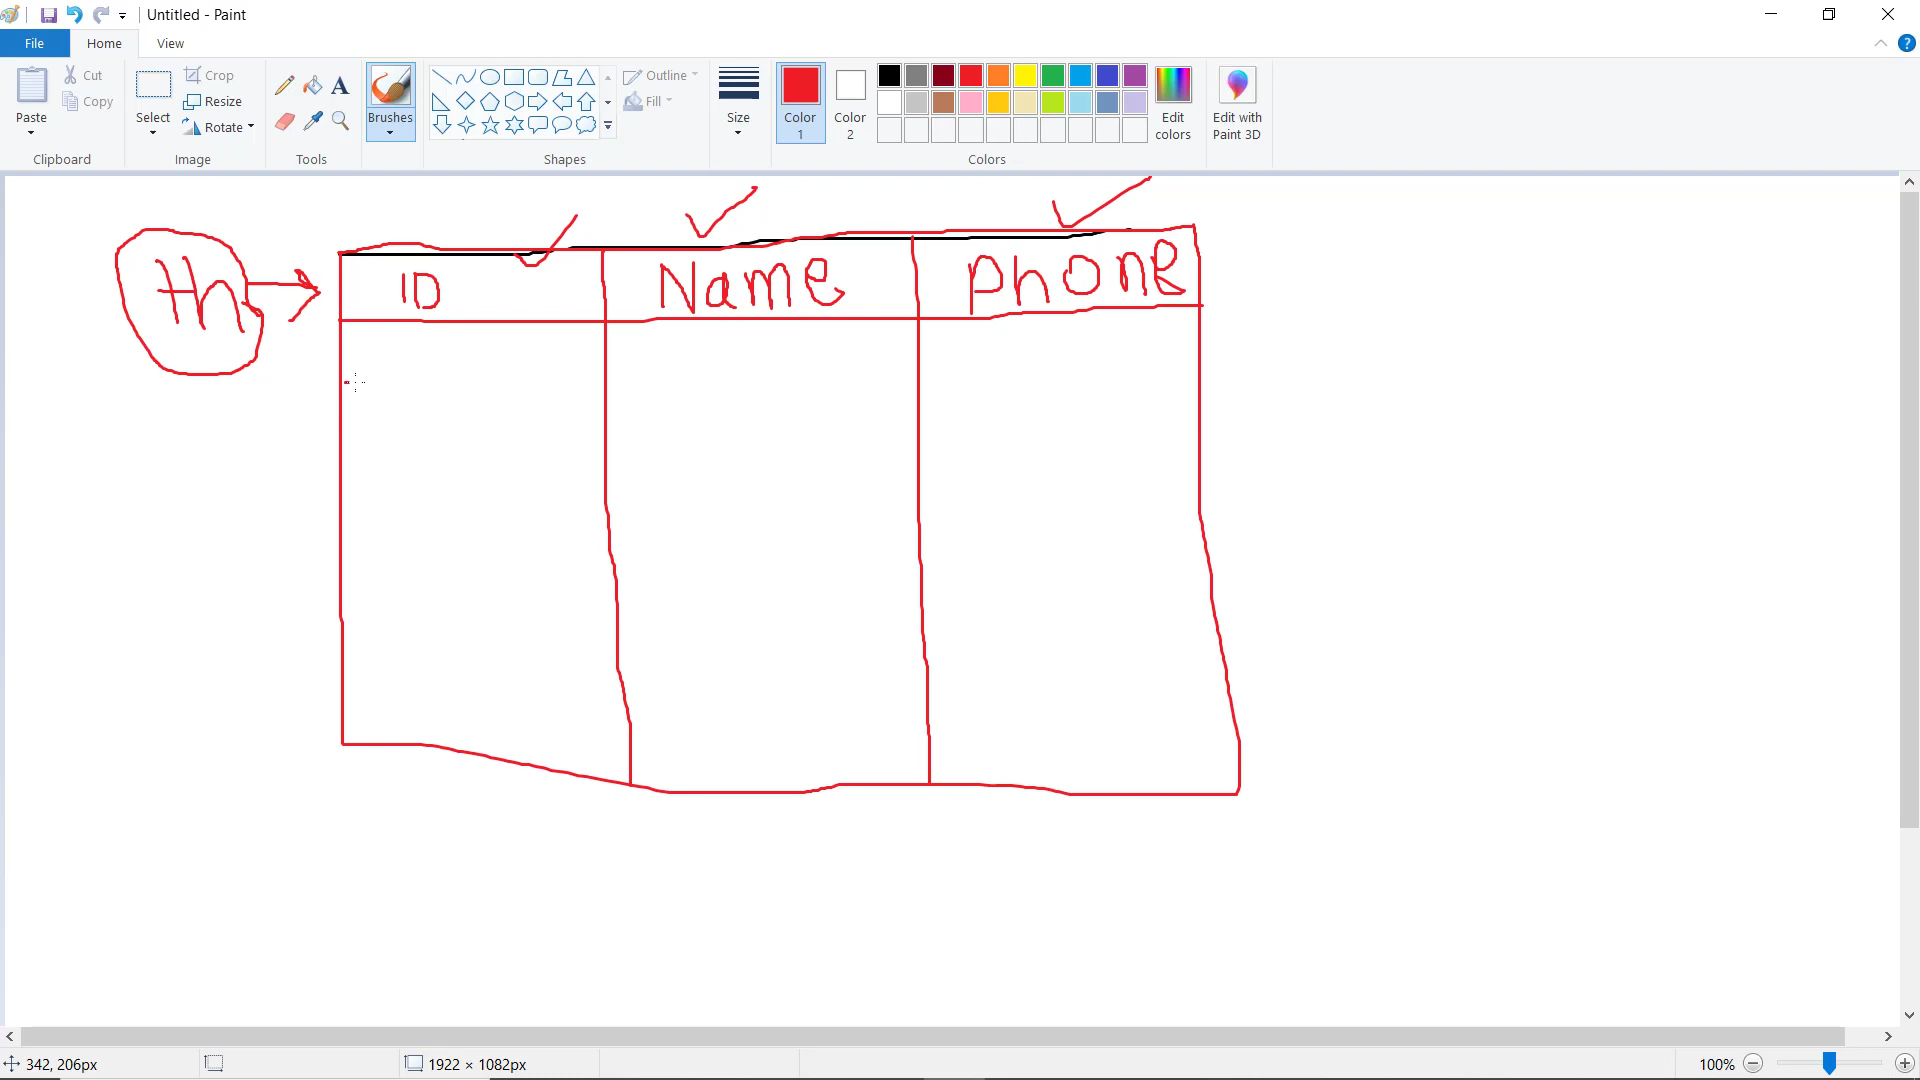 Untitled - Paint
File Home View
Paste
Cut
Copy
Clipboard
Select
Crop
Resize
Rotate
Image
Tools
Brushes
Shapes
Outline
Fill
Size
Color 1
Color 2
Edit colors
Colors
Edit with Paint 3D
th
ID Name Phone
342, 206px
1922 × 1082px
100%